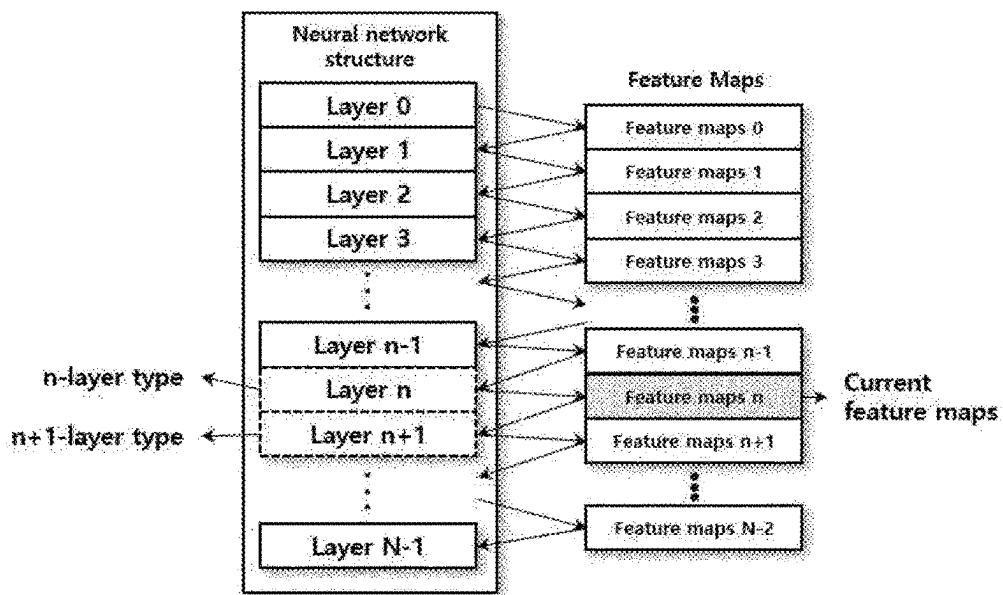 Neural network
structure
Layer 0
Layer 1
Layer 2
Layer 3
Layer n-1
Layer n
Layer n+1
Layer N-1
Feature Maps
Feature maps 0
Feature maps 1
Feature maps 2
Feature maps 3
Feature maps n-1
Feature maps n
Feature maps n+1
Feature maps N-2
n-layer type
n+1-layer type
Current
feature maps